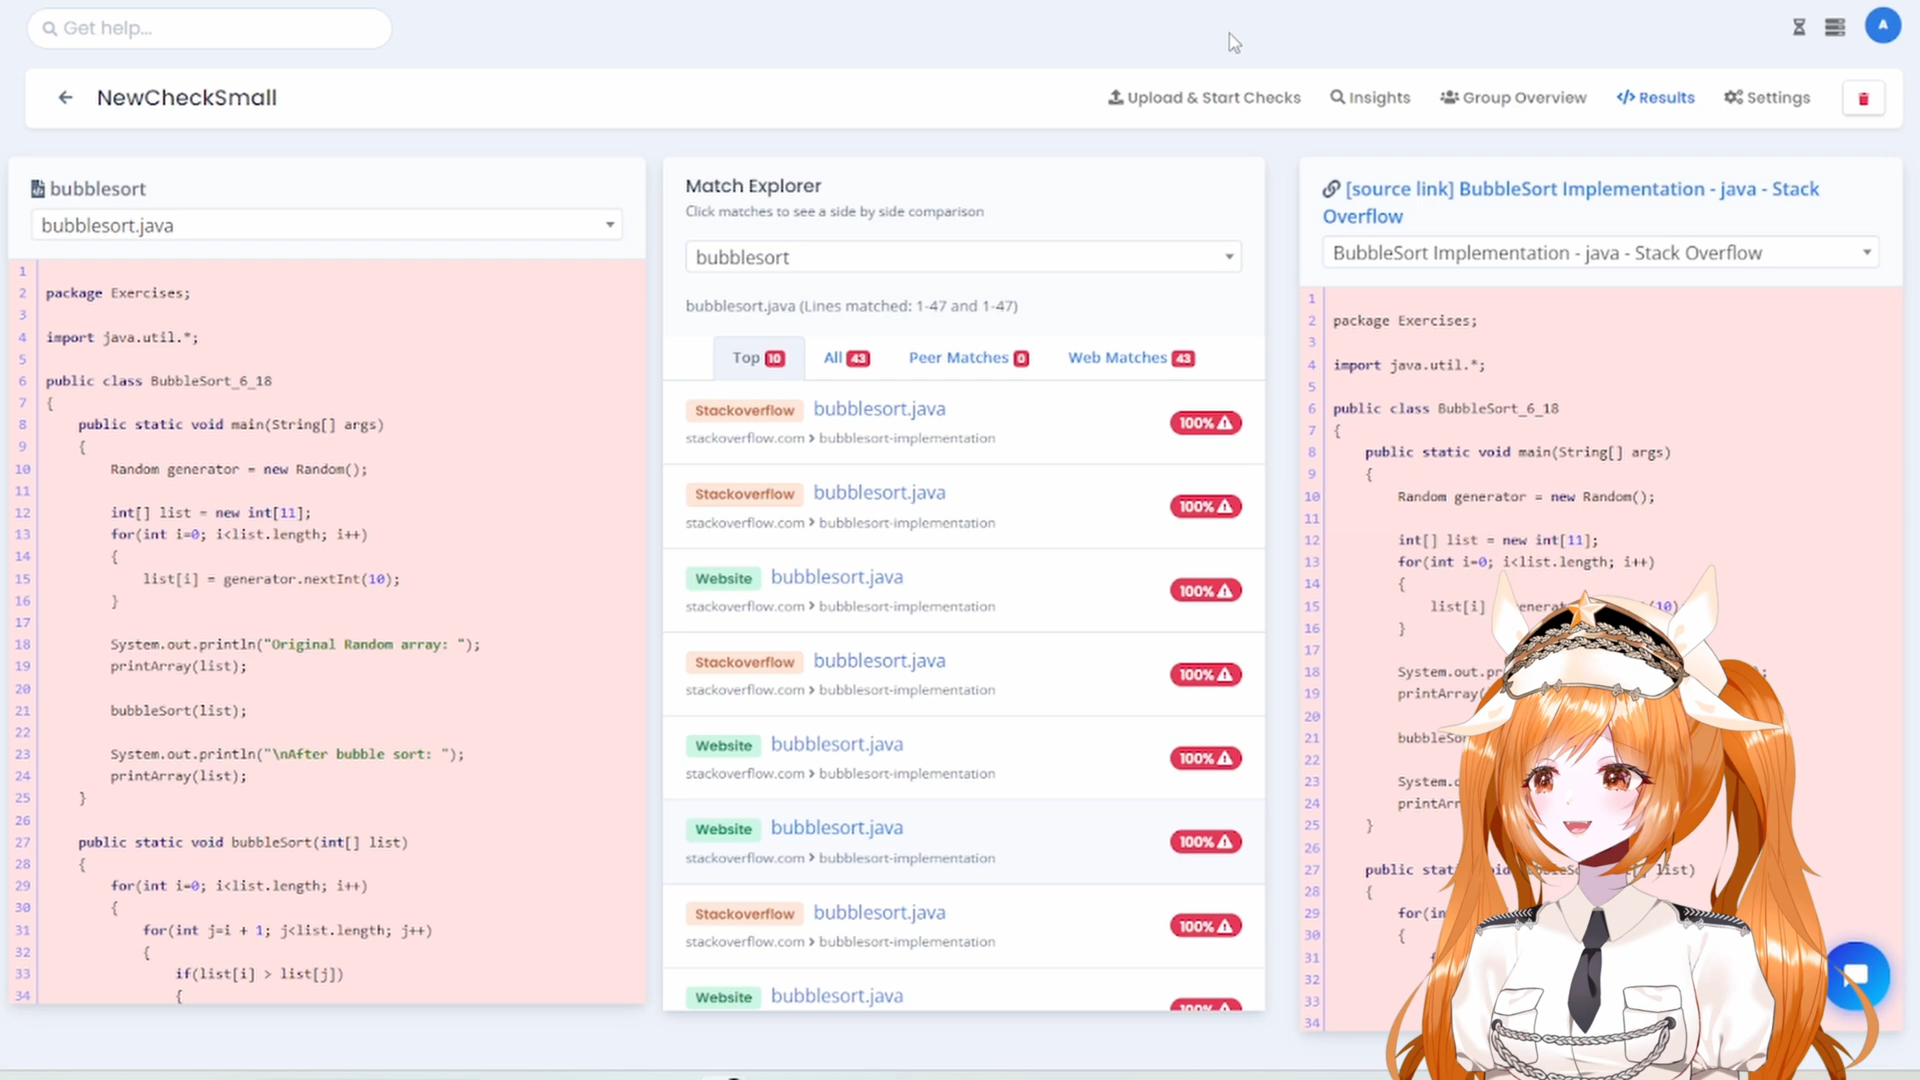 Get help...
A
NewCheckSmall
Upload & Start Checks
Insights
Group Overview
</> Results
Settings
bubblesort
bubblesort.java
1
2 package Exercises;
3
4 import java.util.*;
5
6 public class BubbleSort_6_18
7 {
8 public static void main(String[] args)
9 {
10 Random generator = new Random();
11
12 int[] list = new int[11];
13 for(int i=0; i<list.length; i++)
14 {
15 list[i] = generator.nextInt(10);
16 }
17
18 System.out.println("Original Random array: ");
19 printArray(list);
20
21 bubbleSort(list);
22
23 System.out.println("\nAfter bubble sort: ");
24 printArray(list);
25 }
26
27 public static void bubbleSort(int[] list)
28 {
29 for(int i=0; i<list.length; i++)
30 {
31 for(int j=i + 1; j<list.length; j++)
32 {
33 if(list[i] > list[j])
34 {
Match Explorer
Click matches to see a side by side comparison
bubblesort
bubblesort.java (Lines matched: 1-47 and 1-47)
Top 10
All 43
Peer Matches 0
Web Matches 43
Stackoverflow bubblesort.java
stackoverflow.com > bubblesort-implementation
100%
Stackoverflow bubblesort.java
stackoverflow.com > bubblesort-implementation
100%
Website bubblesort.java
stackoverflow.com > bubblesort-implementation
100%
Stackoverflow bubblesort.java
stackoverflow.com > bubblesort-implementation
100%
Website bubblesort.java
stackoverflow.com > bubblesort-implementation
100%
Website bubblesort.java
stackoverflow.com > bubblesort-implementation
100%
Stackoverflow bubblesort.java
stackoverflow.com > bubblesort-implementation
100%
Website bubblesort.java
100%
[source link] BubbleSort Implementation - java - Stack
Overflow
BubbleSort Implementation - java - Stack Overflow
1
2 package Exercises;
3
4 import java.util.*;
5
6 public class BubbleSort_6_18
7 {
8 public static void main(String[] args)
9 {
10 Random generator = new Random();
11
12 int[] list = new int[11];
13 for(int i=0; i<list.length; i++)
14 {
15 list[i]
16 }
17
18
19
20
21
22
23
24
25 }
26
27 public list)
28 {
29
30 {
31
32
33
34